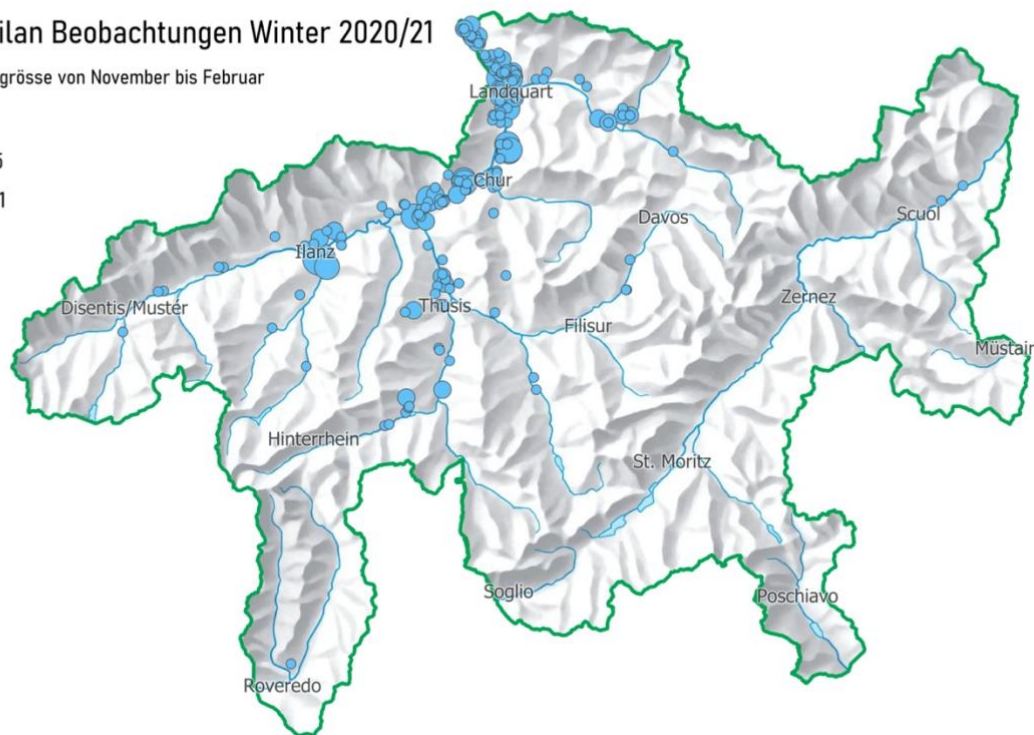 ilan Beobachtungen Winter 2020/21
grösse von November bis Februar
1
Landquart
Chur
Davos
Scuol
Ilanz
Disentis/Mustér
Thusis
Zernez
Filisur
Müstair
Hinterrhein
St. Moritz
Soglio
Poschiavo
Roveredo